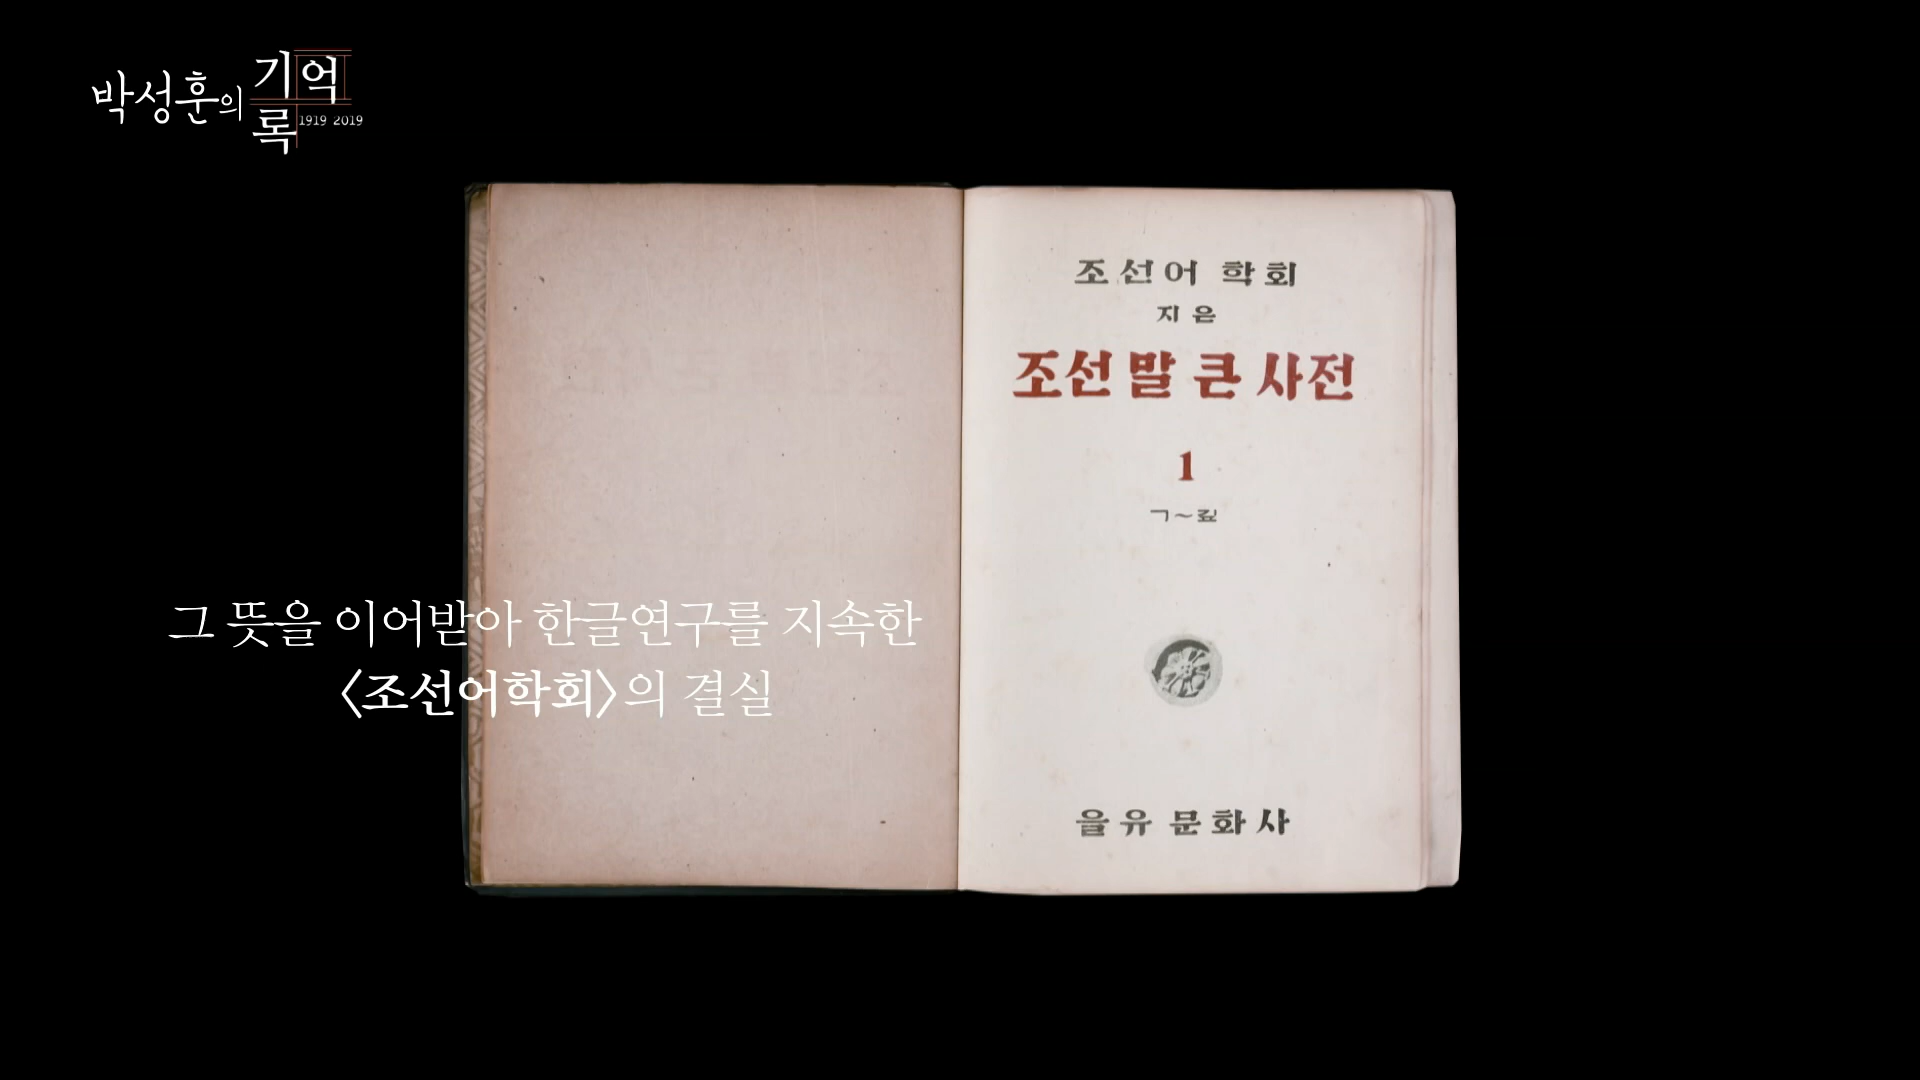 박성훈의 기억록
1919 2019
조선어 학회
지은
조선 말 큰 사전
1
ㄱ~깊
그 뜻을 이어받아 한글연구를 지속한
〈조선어학회〉의 결실
을유 문화사